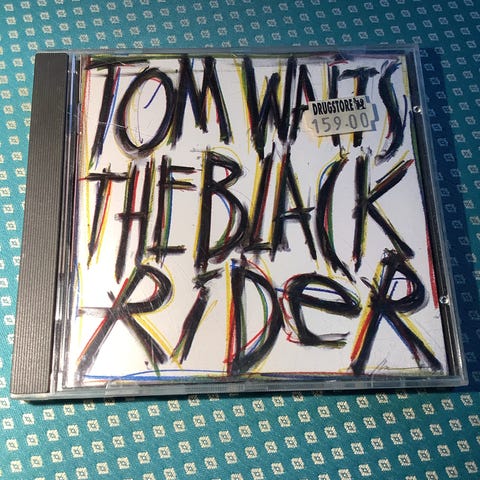 TOM WAITS
DRUGSTORE 
159.00
THE BLACK
RiDeR